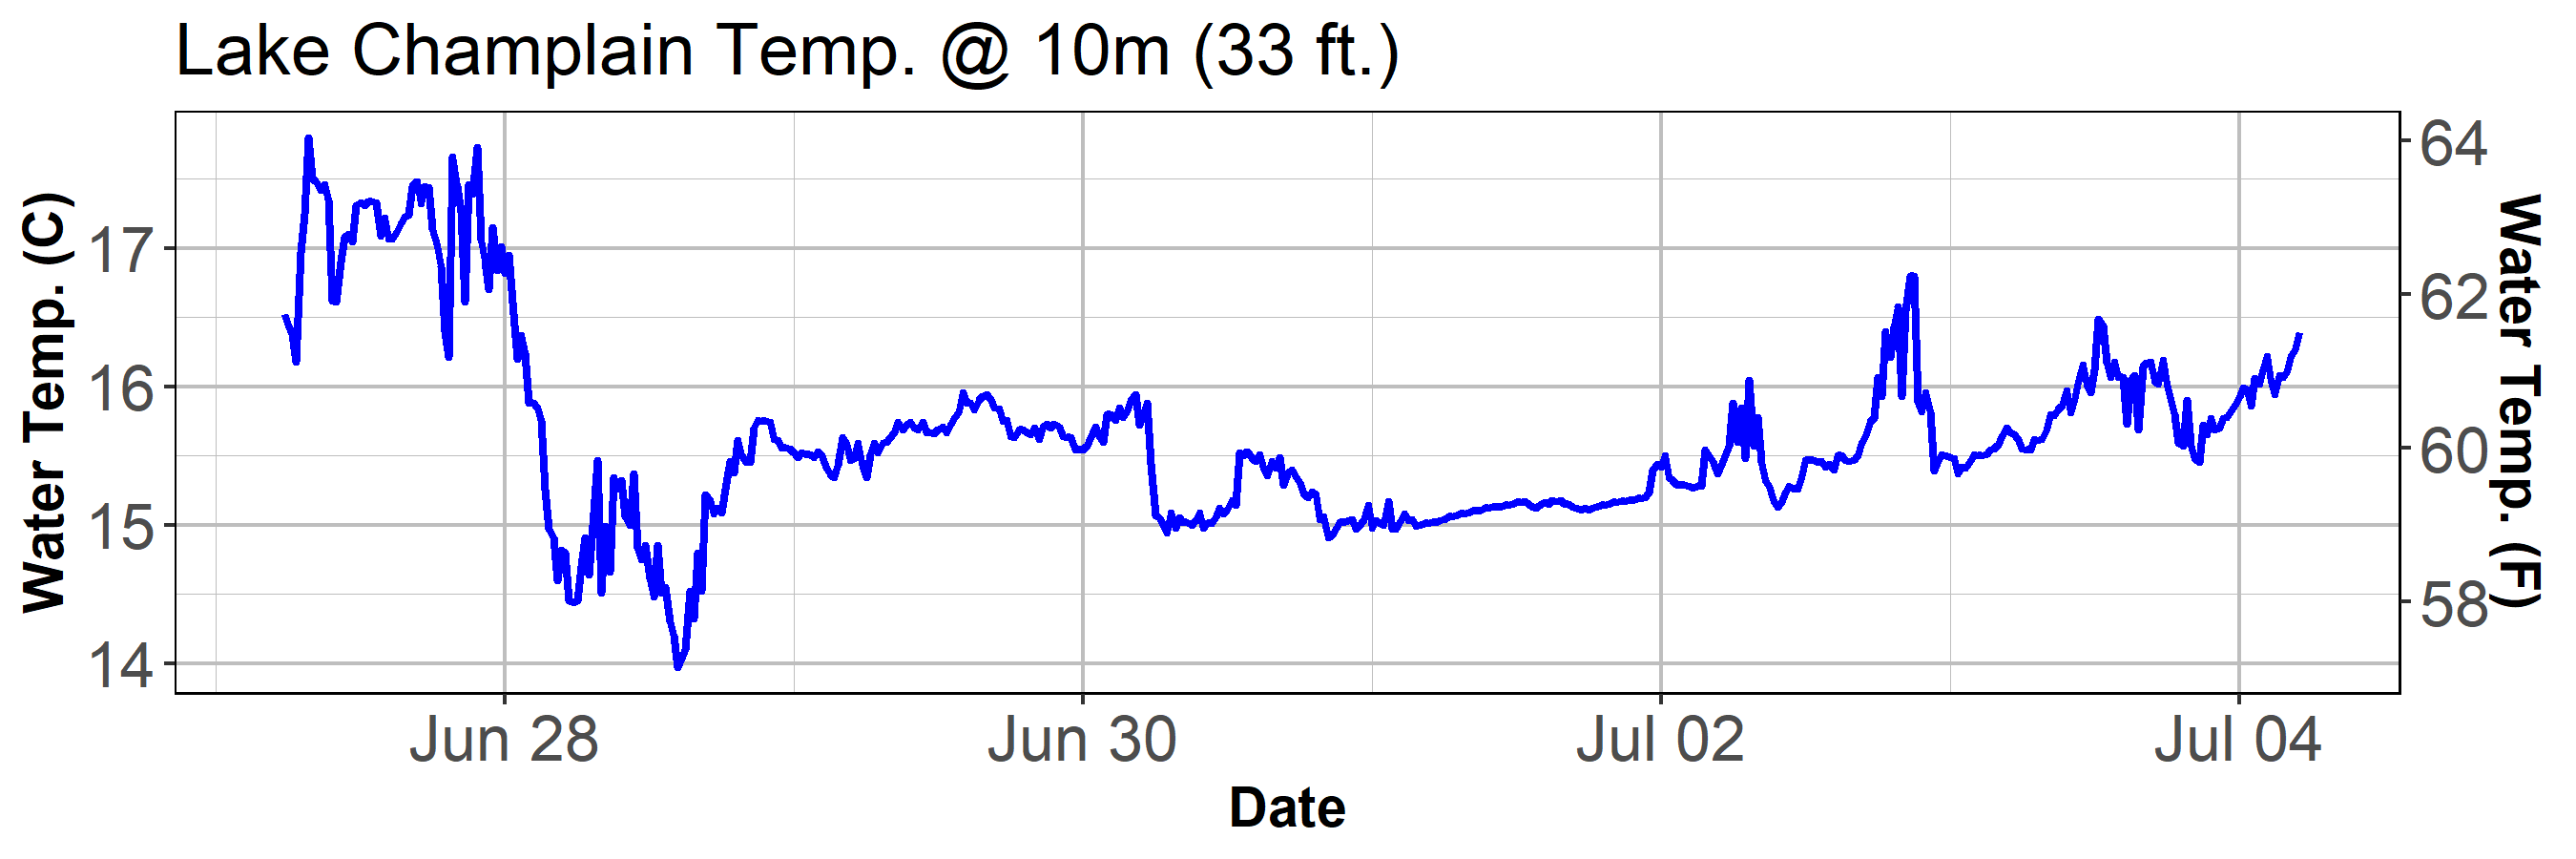 Lake Champlain Temp. @ 10m (33 ft.)
Water Temp. (C)
17
16
15
14
64
62
60
58
Water Temp. (F)
Jun 28
Jun 30
Jul 02
Jul 04
Date